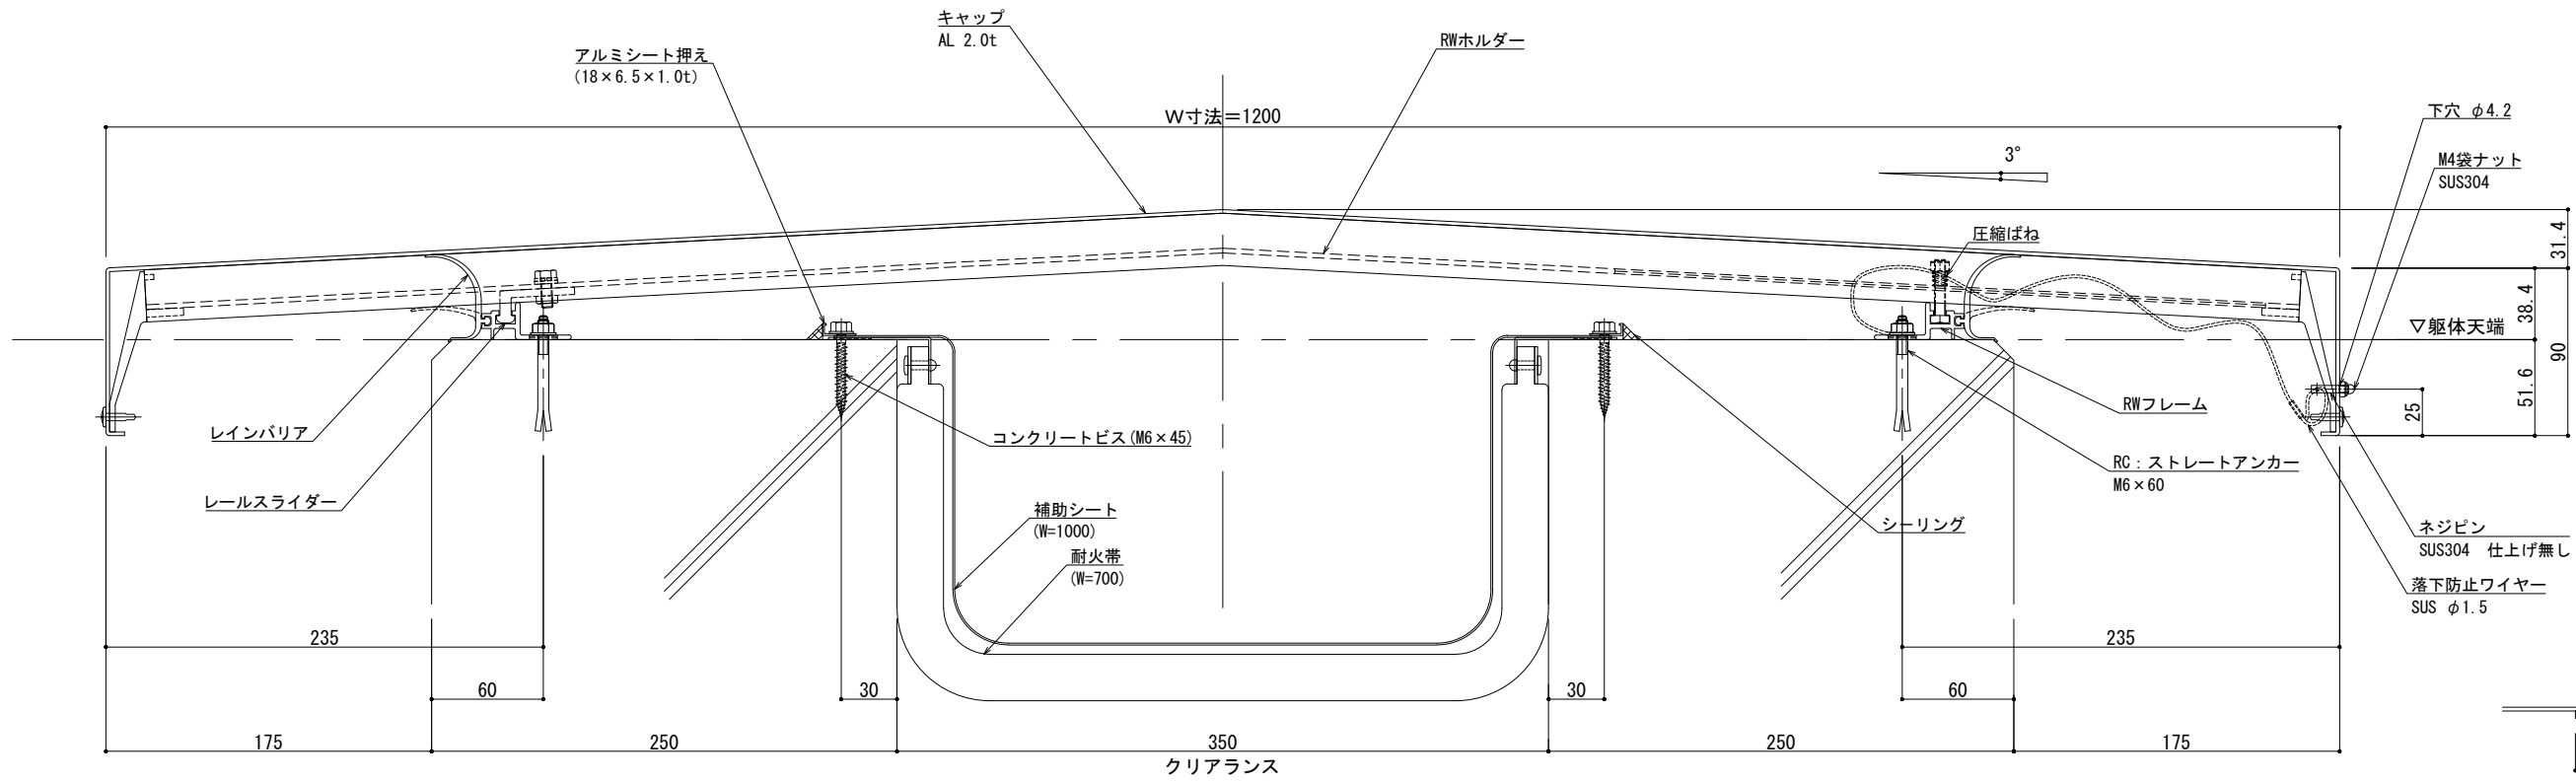 キャップ
AL 2.0t
アルミシート押え
(18×6.5×1.0t)
RWホルダー
W寸法=1200
下穴 φ4.2
M4袋ナット
SUS304
3°
圧縮ばね
31.4
38.4
▽躯体天端
90
51.6
25
RWフレーム
レインバリア
コンクリートビス(M6×45)
RC：ストレートアンカー
M6×60
レールスライダー
補助シート
(W=1000)
シーリング
ネジピン
SUS304 仕上げ無し
耐火帯
(W=700)
落下防止ワイヤー
SUS φ1.5
235
235
60
30
30
60
175
250
350
250
175
クリアランス